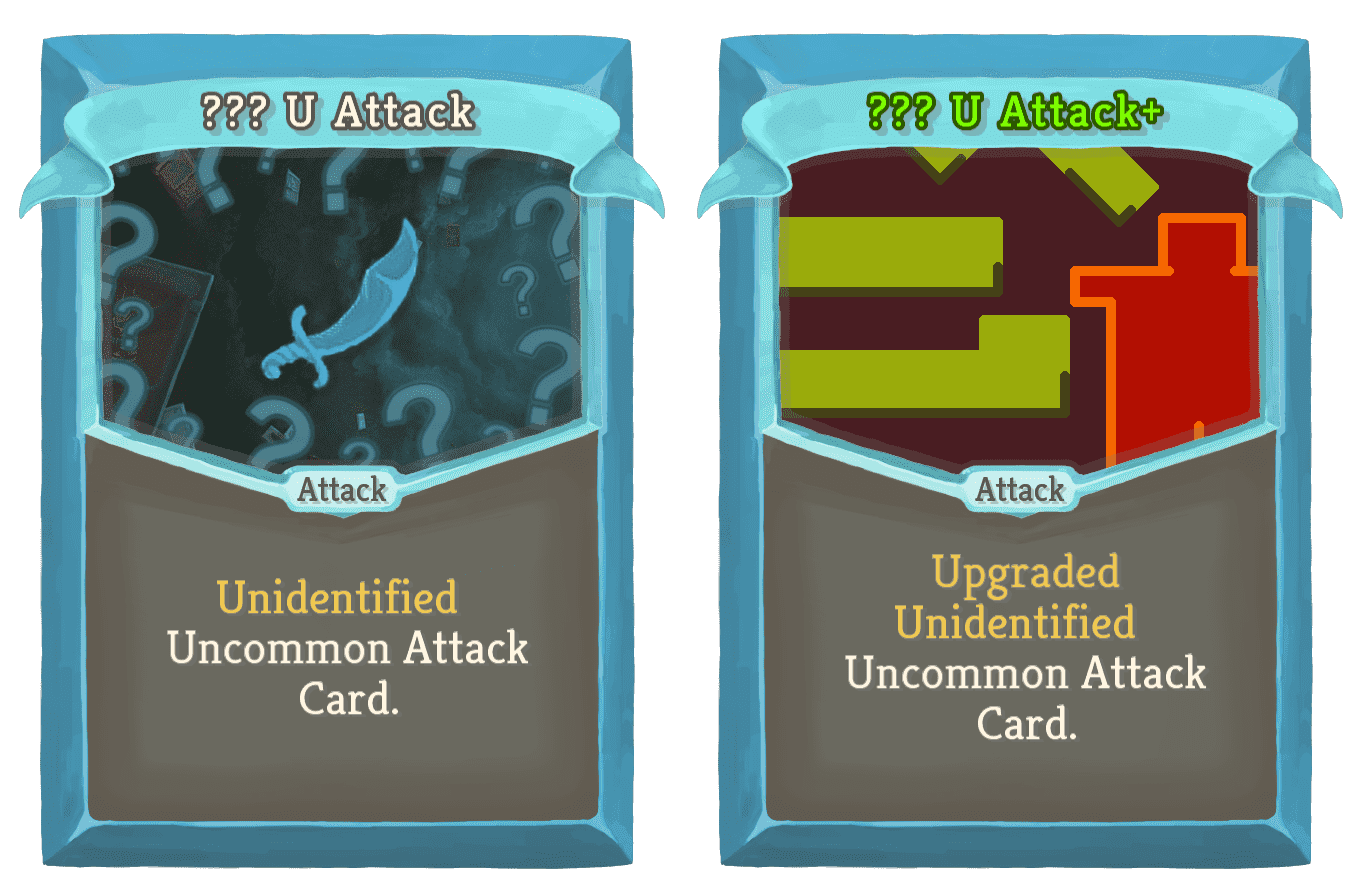 ??? U Attack
Attack
Unidentified
Uncommon Attack
Card.
??? U Attack+
Attack
Upgraded
Unidentified
Uncommon Attack
Card.